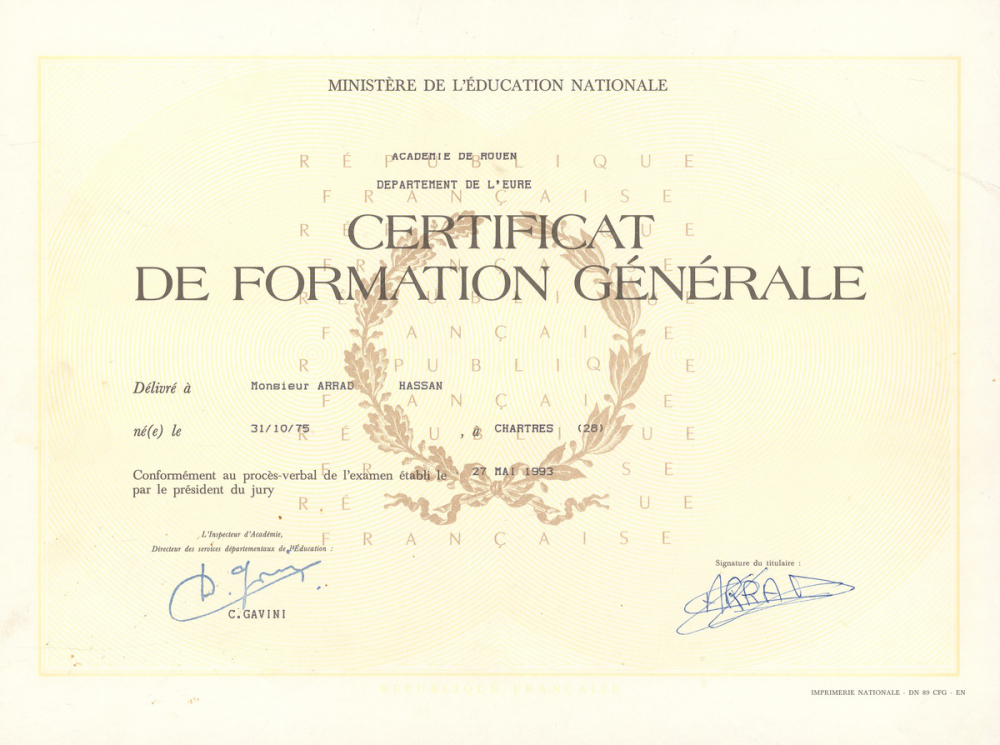 MINISTÈRE DE L'ÉDUCATION NATIONALE
ACADEMIE DE ROUEN
DEPARTEMENT DE L'EURE
CERTIFICAT
DE FORMATION GÉNÉRALE
Délivré à Monsieur ARRAD HASSAN
né(e) le 31/10/75 , à CHARTRES (28)
Conformément au procès-verbal de l'examen établi le 27 MAI 1993
par le président du jury
L'Inspecteur d'Académie,
Directeur des services départementaux de l'Éducation :
C.GAVINI
Signature du titulaire :
ARRAD
RÉPUBLIQUE FRANÇAISE
IMPRIMERIE NATIONALE - DN 89 CFG - EN